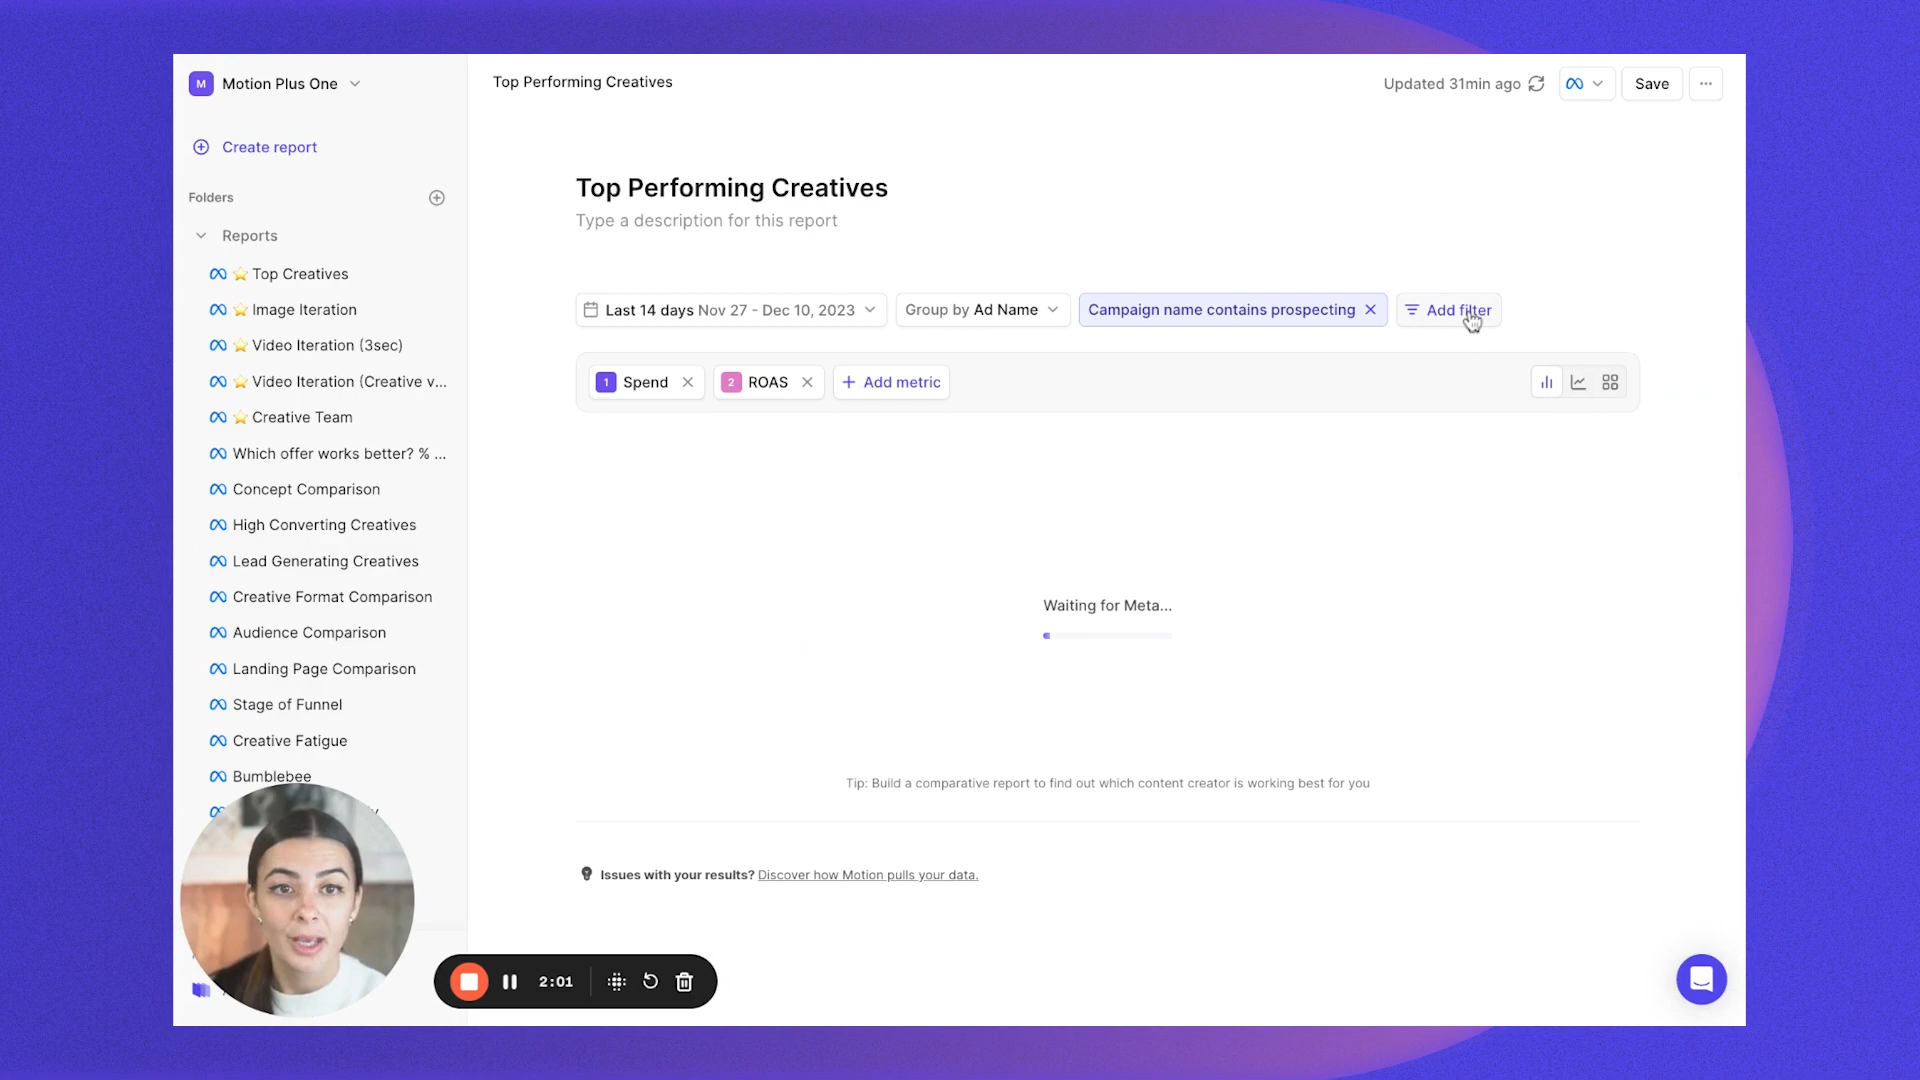 M Motion Plus One
Top Performing Creatives
Updated 31min ago
Save
Create report
Folders
Reports
Top Creatives
Image Iteration
Video Iteration (3sec)
Video Iteration (Creative v...
Creative Team
Which offer works better? % ...
Concept Comparison
High Converting Creatives
Lead Generating Creatives
Creative Format Comparison
Audience Comparison
Landing Page Comparison
Stage of Funnel
Creative Fatigue
Bumblebee
Top Performing Creatives
Type a description for this report
Last 14 days Nov 27 - Dec 10, 2023
Group by Ad Name
Campaign name contains prospecting
Add filter
1 Spend
2 ROAS
Add metric
Waiting for Meta...
Tip: Build a comparative report to find out which content creator is working best for you
Issues with your results? Discover how Motion pulls your data.
2:01